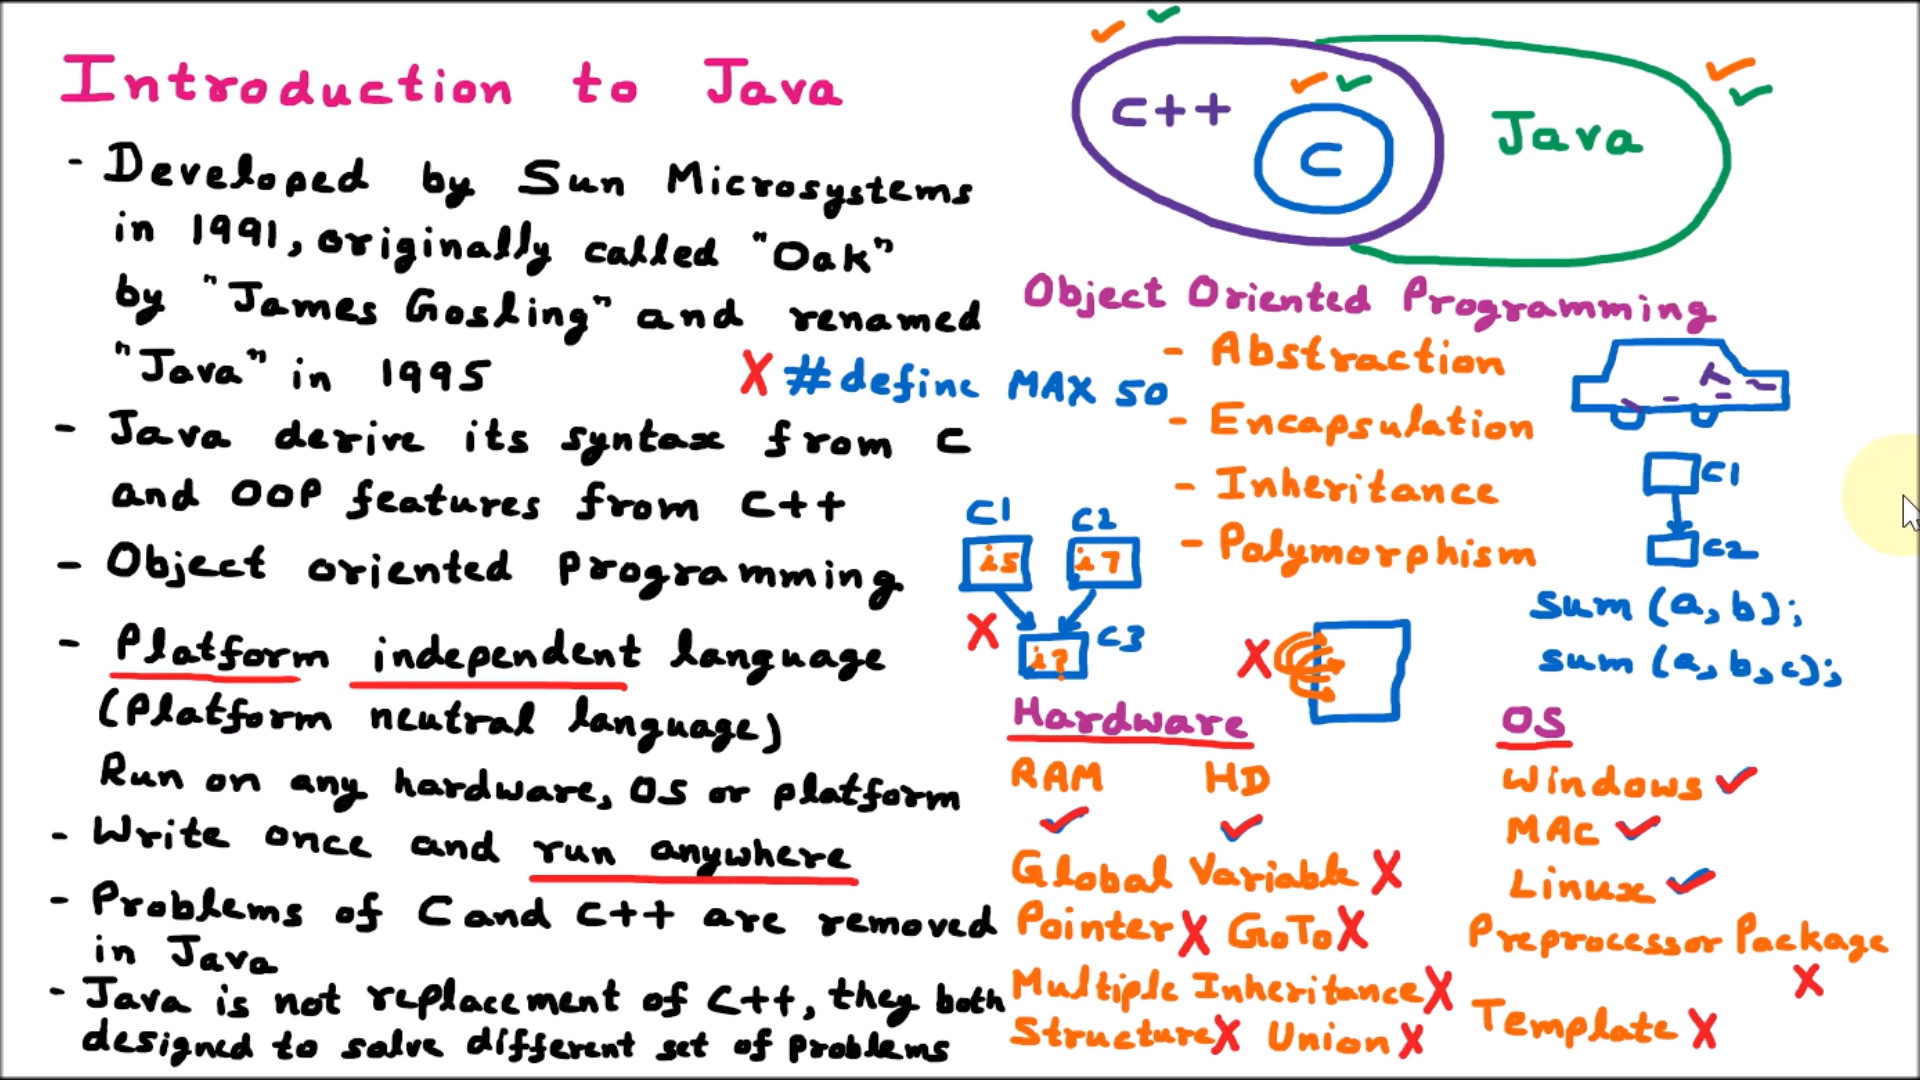 Introduction to Java
- Developed by Sun Microsystems
in 1991, originally called "Oak"
by "James Gosling" and renamed
"Java" in 1995
- Java derive its syntax from C
and OOP features from C++
- Object oriented Programming
- Platform independent language
(Platform neutral language)
Run on any hardware, OS or platform
- Write once and run anywhere
- Problems of C and C++ are removed
in Java
- Java is not replacement of C++, they both
designed to solve different set of Problems
C++
C
Java
Object Oriented Programming
- Abstraction
- Encapsulation
- Inheritance
- Polymorphism
X #define MAX 50
C1
C2
sum (a, b);
sum (a, b, c);
C1 C2
i5 i7
X i? C3
X
Hardware
RAM HD
Global Variable X
Pointer X GoTo X
Multiple Inheritance X
Structure X Union X
OS
Windows
MAC
Linux
Preprocessor Package
X
Template X